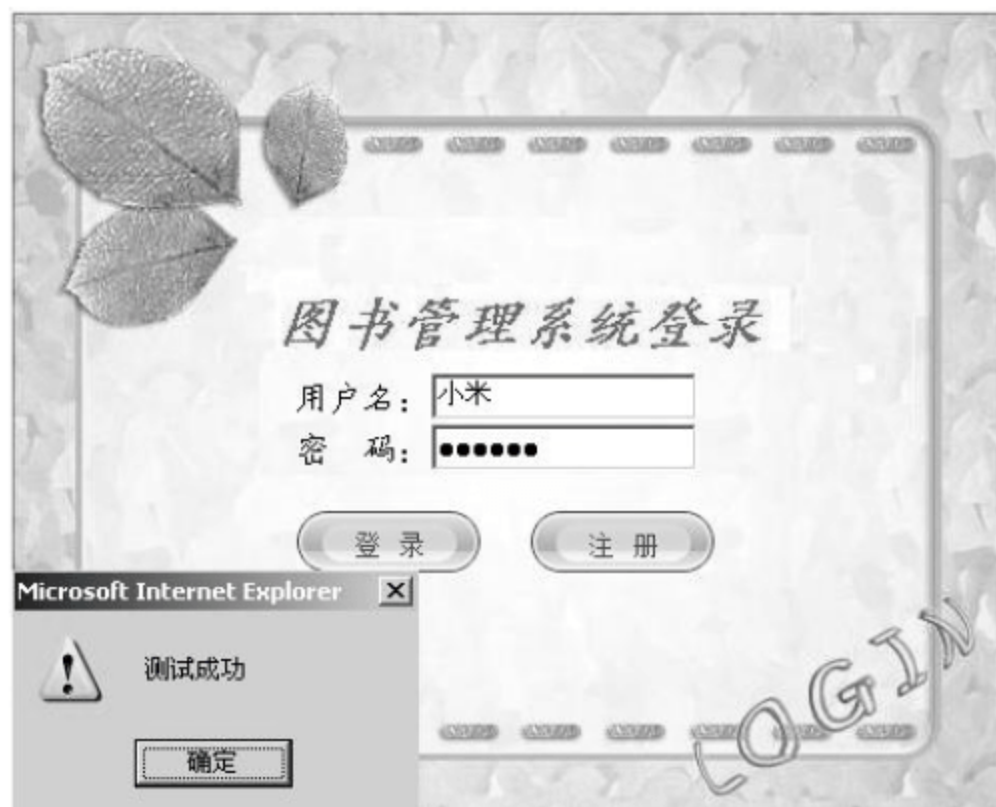 图书管理系统登录
用户名：小米
密 码：●●●●●●
登 录 注 册
Microsoft Internet Explorer
测试成功
确定
LOGIN